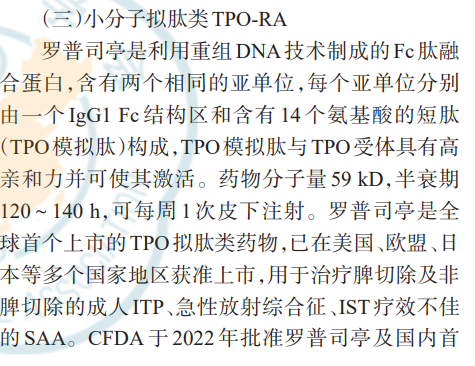 (三)小分子拟肽类TPO-RA
罗普司亭是利用重组DNA技术制成的Fc肽融
合蛋白,含有两个相同的亚单位,每个亚单位分别
由一个IgG1 Fc结构区和含有14个氨基酸的短肽
(TPO模拟肽)构成,TPO模拟肽与TPO受体具有高
亲和力并可使其激活。药物分子量59 kD,半衰期
120 ~ 140 h,可每周1次皮下注射。罗普司亭是全
球首个上市的TPO拟肽类药物,已在美国、欧盟、日
本等多个国家地区获准上市,用于治疗脾切除及非
脾切除的成人ITP、急性放射综合征、IST疗效不佳
的SAA。CFDA于2022年批准罗普司亭及国内首